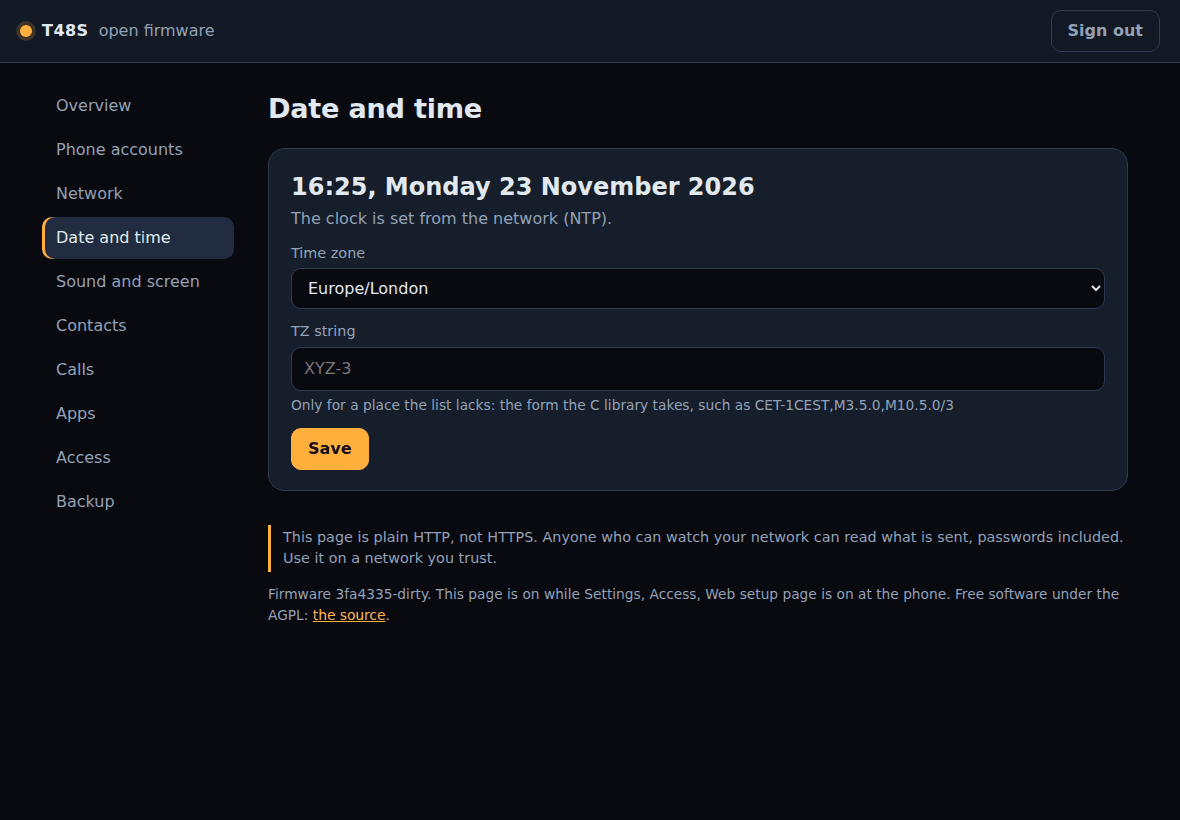 T48S open firmware
Sign out
Overview
Phone accounts
Network
Date and time
Sound and screen
Contacts
Calls
Apps
Access
Backup
Date and time
16:25, Monday 23 November 2026
The clock is set from the network (NTP).
Time zone
Europe/London
TZ string
XYZ-3
Only for a place the list lacks: the form the C library takes, such as CET-1CEST,M3.5.0,M10.5.0/3
Save
This page is plain HTTP, not HTTPS. Anyone who can watch your network can read what is sent, passwords included.
Use it on a network you trust.
Firmware 3fa4335-dirty. This page is on while Settings, Access, Web setup page is on at the phone. Free software under the
AGPL: the source.